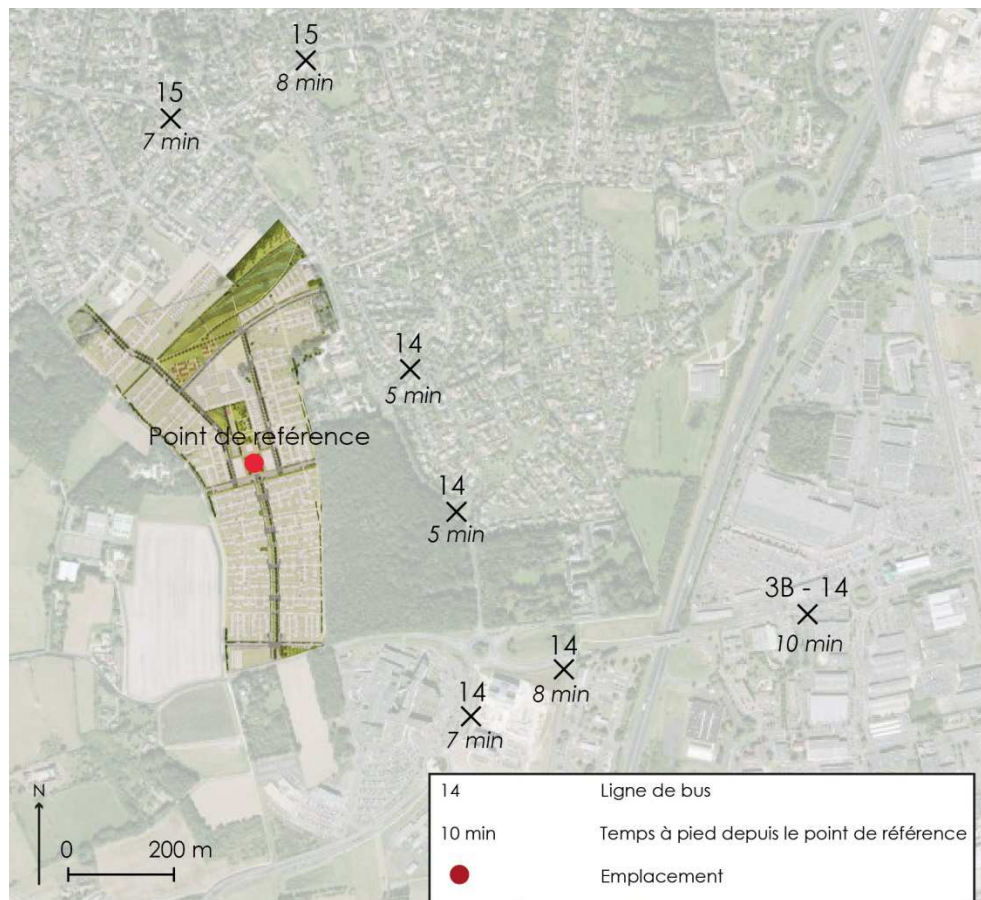 15
8 min
15
7 min
14
5 min
Point de reférence
14
5 min
3B - 14
10 min
14
8 min
14
7 min
14 Ligne de bus
10 min Temps à pied depuis le point de référence
Emplacement
N
0 200 m